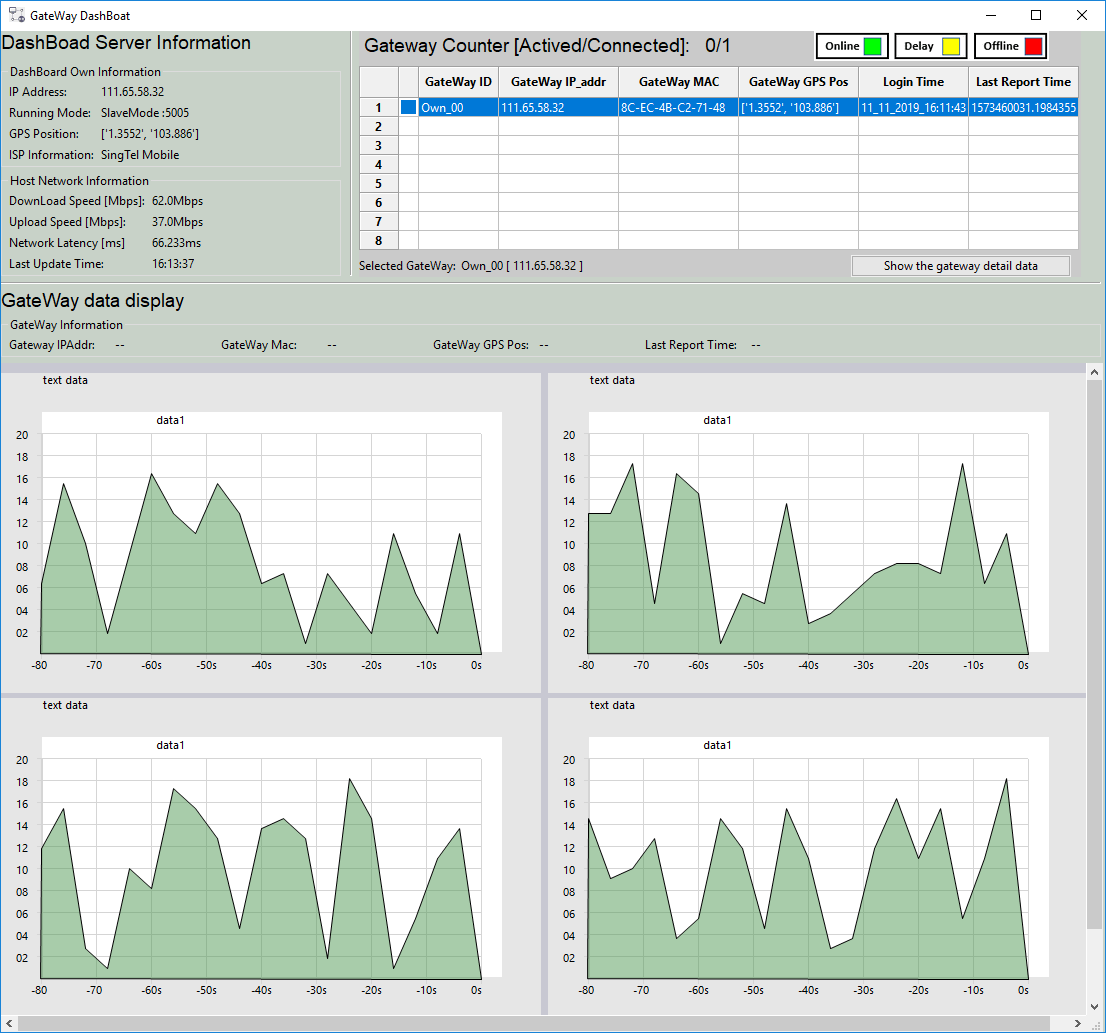 GateWay DashBoat
DashBoad Server Information
DashBoard Own Information
IP Address: 111.65.58.32
Running Mode: SlaveMode :5005
GPS Position: ['1.3552', '103.886']
ISP Information: SingTel Mobile
Host Network Information
DownLoad Speed [Mbps]: 62.0Mbps
Upload Speed [Mbps]: 37.0Mbps
Network Latency [ms] 66.233ms
Last Update Time: 16:13:37
Gateway Counter [Actived/Connected]: 0/1
Online Delay Offline
GateWay ID GateWay IP_addr GateWay MAC GateWay GPS Pos Login Time Last Report Time
1 Own_00 111.65.58.32 8C-EC-4B-C2-71-48 ['1.3552', '103.886'] 11_11_2019_16:11:43 1573460031.1984355
2
3
4
5
6
7
8
Selected GateWay: Own_00 [ 111.65.58.32 ]
Show the gateway detail data
GateWay data display
GateWay Information
Gateway IPAddr: -- GateWay Mac: -- GateWay GPS Pos: -- Last Report Time: --
text data
data1
20
18
16
14
12
10
08
06
04
02
-80 -70 -60s -50s -40s -30s -20s -10s 0s
text data
data1
20
18
16
14
12
10
08
06
04
02
-80 -70 -60s -50s -40s -30s -20s -10s 0s
text data
data1
20
18
16
14
12
10
08
06
04
02
-80 -70 -60s -50s -40s -30s -20s -10s 0s
text data
data1
20
18
16
14
12
10
08
06
04
02
-80 -70 -60s -50s -40s -30s -20s -10s 0s